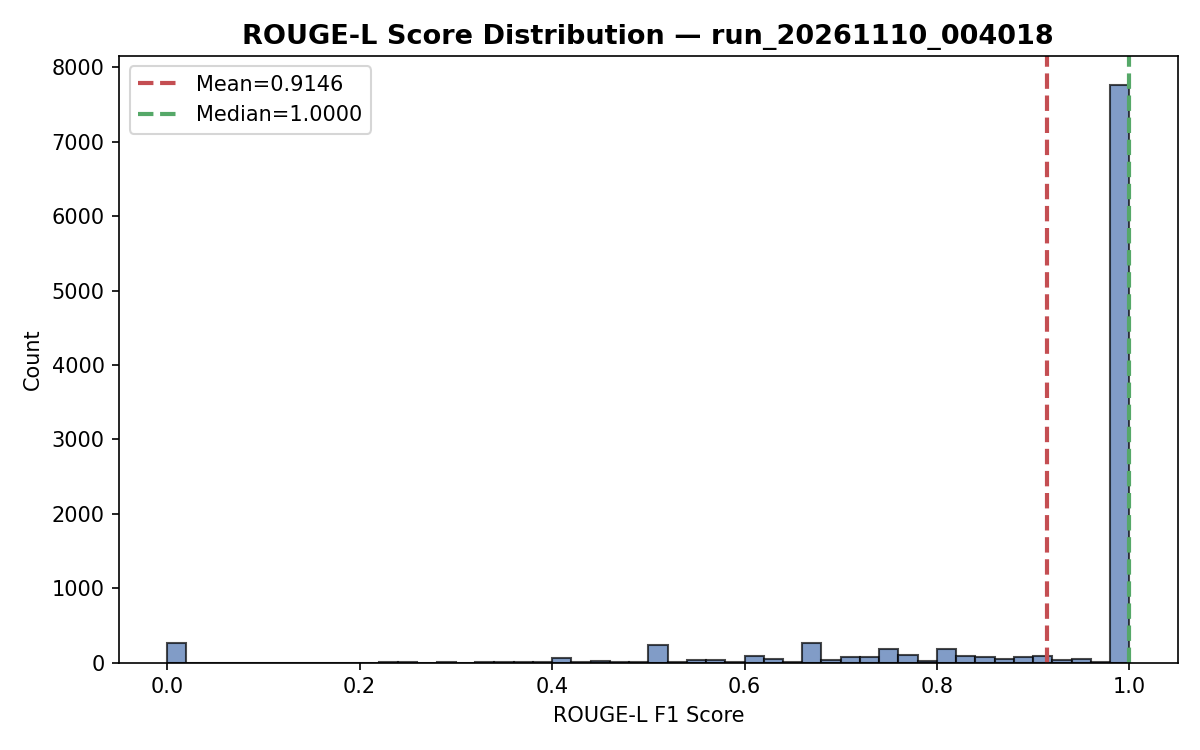 ROUGE-L Score Distribution — run_20261110_004018
Mean=0.9146
Median=1.0000
8000
7000
6000
5000
4000
3000
2000
1000
0
Count
0.0 0.2 0.4 0.6 0.8 1.0
ROUGE-L F1 Score